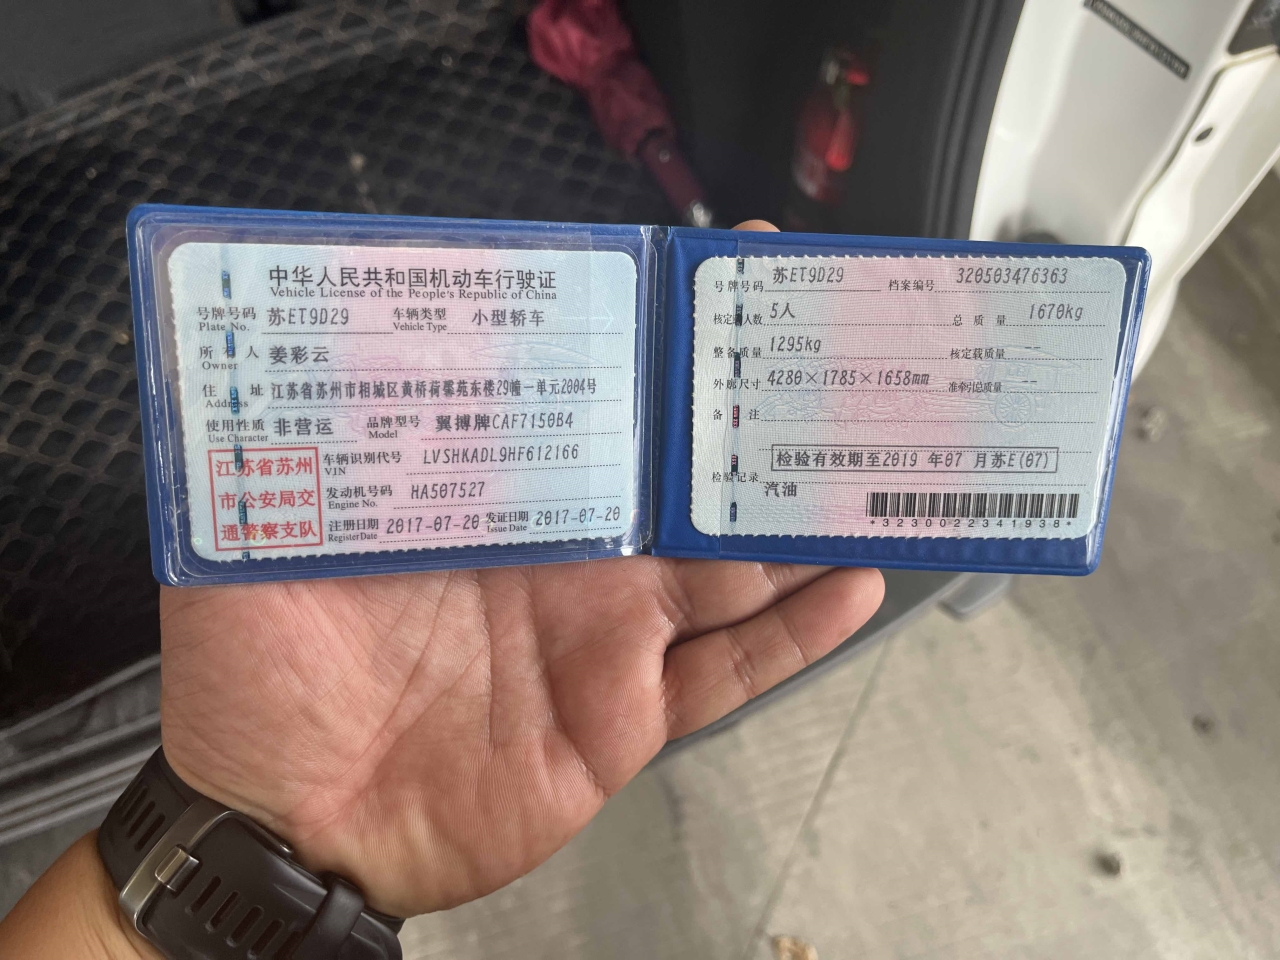 中华人民共和国机动车行驶证
Vehicle License of the People's Republic of China
号牌号码 苏ET9D29 车辆类型 小型轿车
Plate No. Vehicle Type
所有人 姜彩云
Owner
住址 江苏省苏州市相城区黄桥荷馨苑东楼29幢一单元2004号
Address
使用性质 非营运 品牌型号 翼搏牌CAF7150B4
Use Character Model
江苏省苏州
市公安局交
通警察支队
车辆识别代号 LVSHKADL9HF612166
VIN
发动机号码 HA507527
Engine No.
注册日期 2017-07-20 发证日期 2017-07-20
Register Date Issue Date
号牌号码 苏ET9D29 档案编号 320503476363
核定载人数 5人 总质量 1670kg
整备质量 1295kg 核定载质量 --
外廓尺寸 4280×1785×1658mm 准牵引总质量 --
备注
检验有效期至2019 年07 月苏E(07)
检验记录
汽油
*3230022341938*